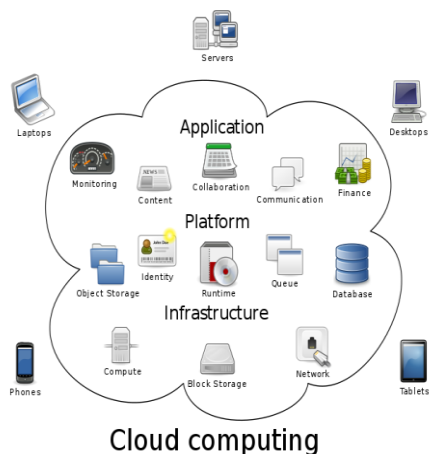 Servers
Laptops
Desktops
Application
Monitoring
NEWS
Content
Collaboration
Communication
Finance
Platform
Object Storage
Identity
Runtime
Queue
Database
Infrastructure
Compute
Block Storage
Network
Phones
Tablets
Cloud computing